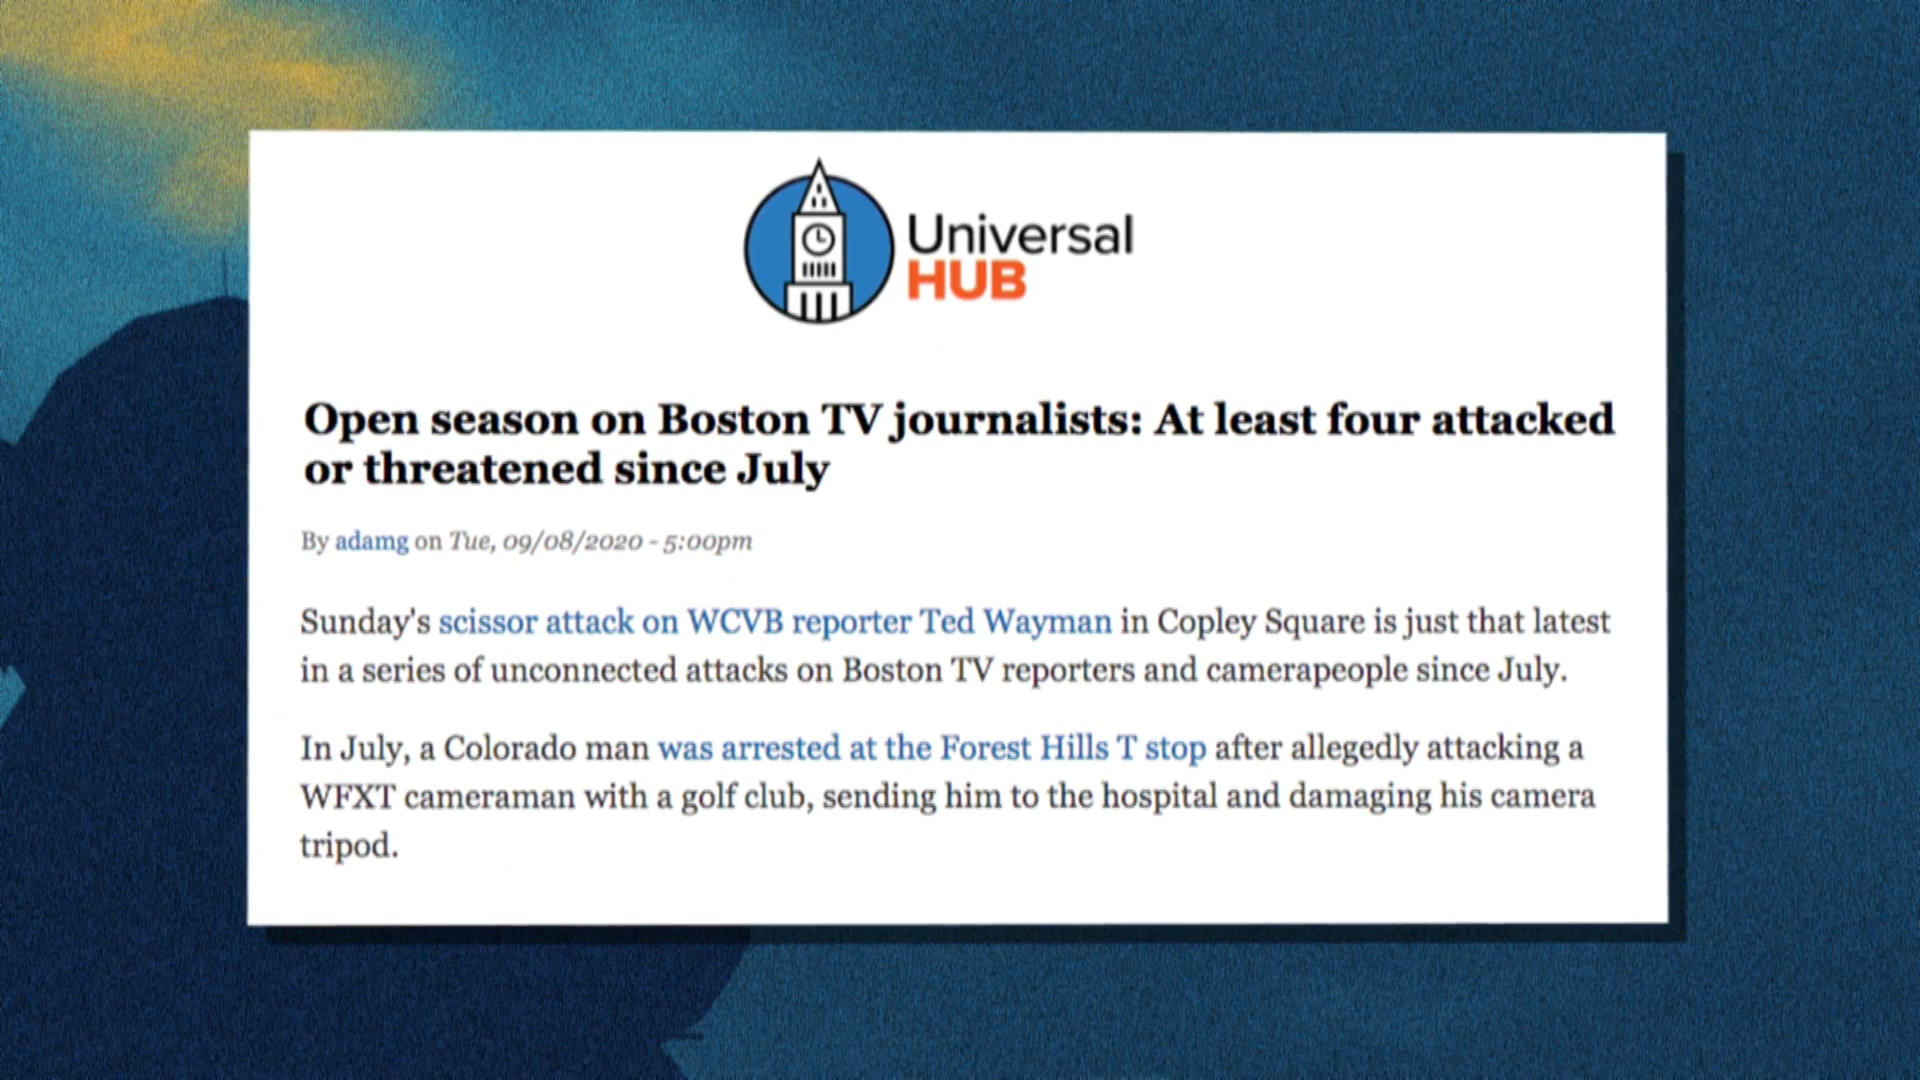 Universal
HUB
Open season on Boston TV journalists: At least four attacked
or threatened since July
By adamg on Tue, 09/08/2020 - 5:00pm
Sunday's scissor attack on WCVB reporter Ted Wayman in Copley Square is just that latest
in a series of unconnected attacks on Boston TV reporters and camerapeople since July.
In July, a Colorado man was arrested at the Forest Hills T stop after allegedly attacking a
WFXT cameraman with a golf club, sending him to the hospital and damaging his camera
tripod.